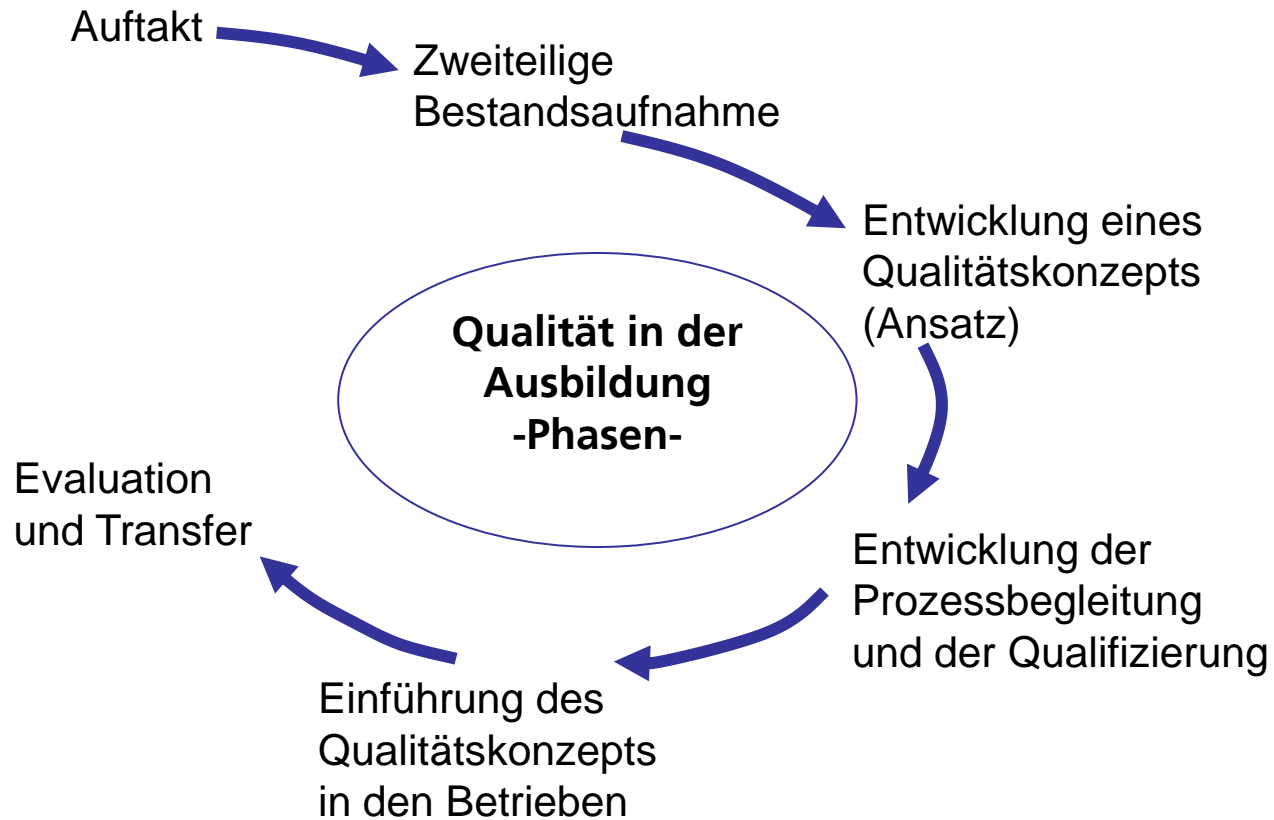 Auftakt
Zweiteilige
Bestandsaufnahme
Entwicklung eines
Qualitätskonzepts
(Ansatz)
Qualität in der
Ausbildung
-Phasen-
Entwicklung der
Prozessbegleitung
und der Qualifizierung
Einführung des
Qualitätskonzepts
in den Betrieben
Evaluation
und Transfer